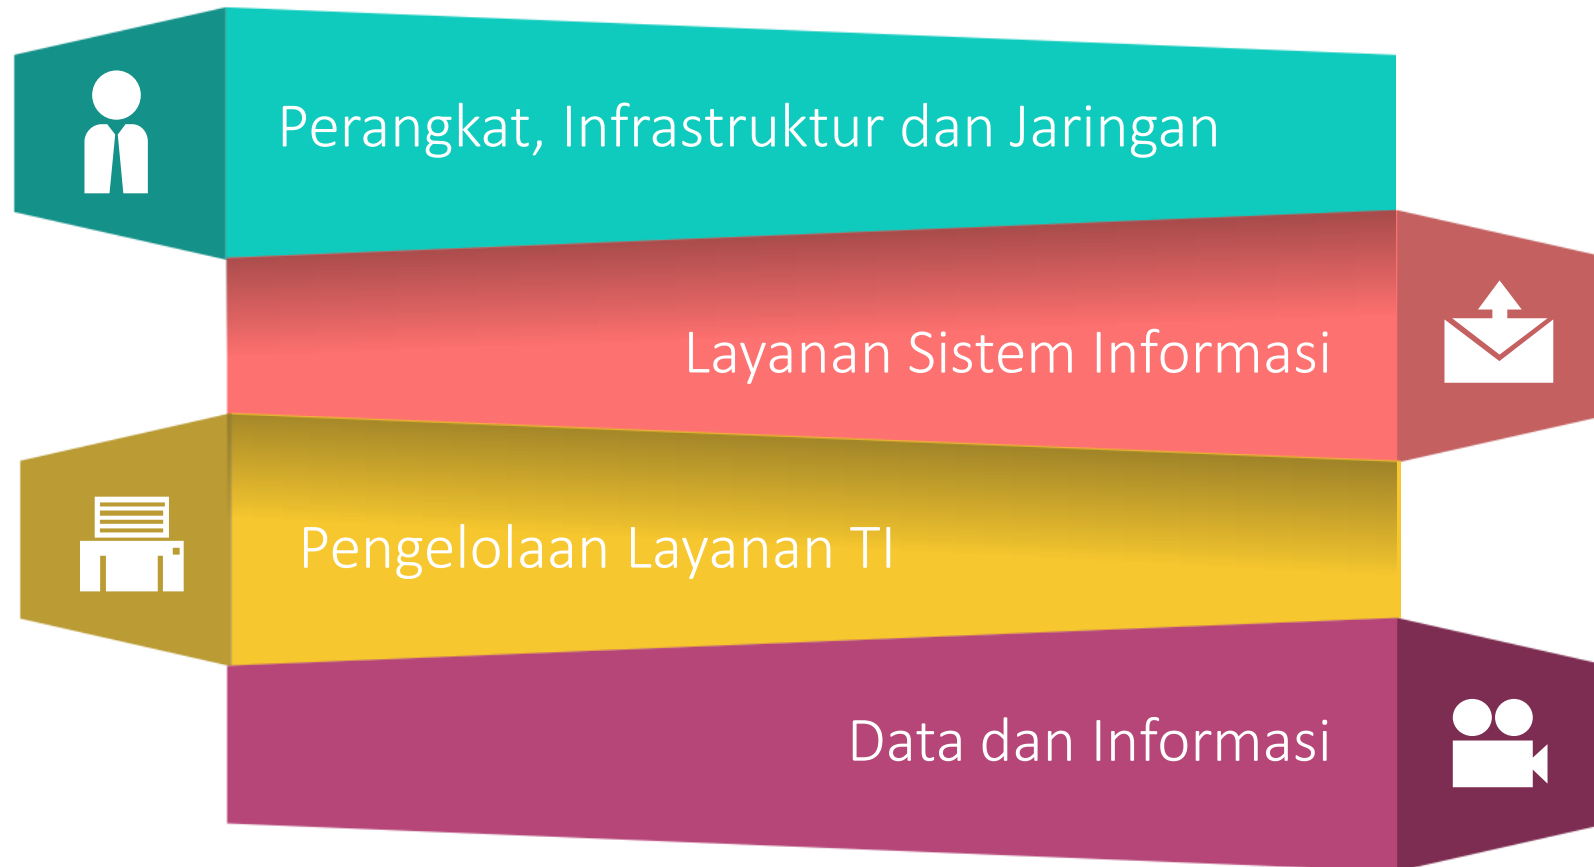 Perangkat, Infrastruktur dan Jaringan
Layanan Sistem Informasi
Pengelolaan Layanan TI
Data dan Informasi